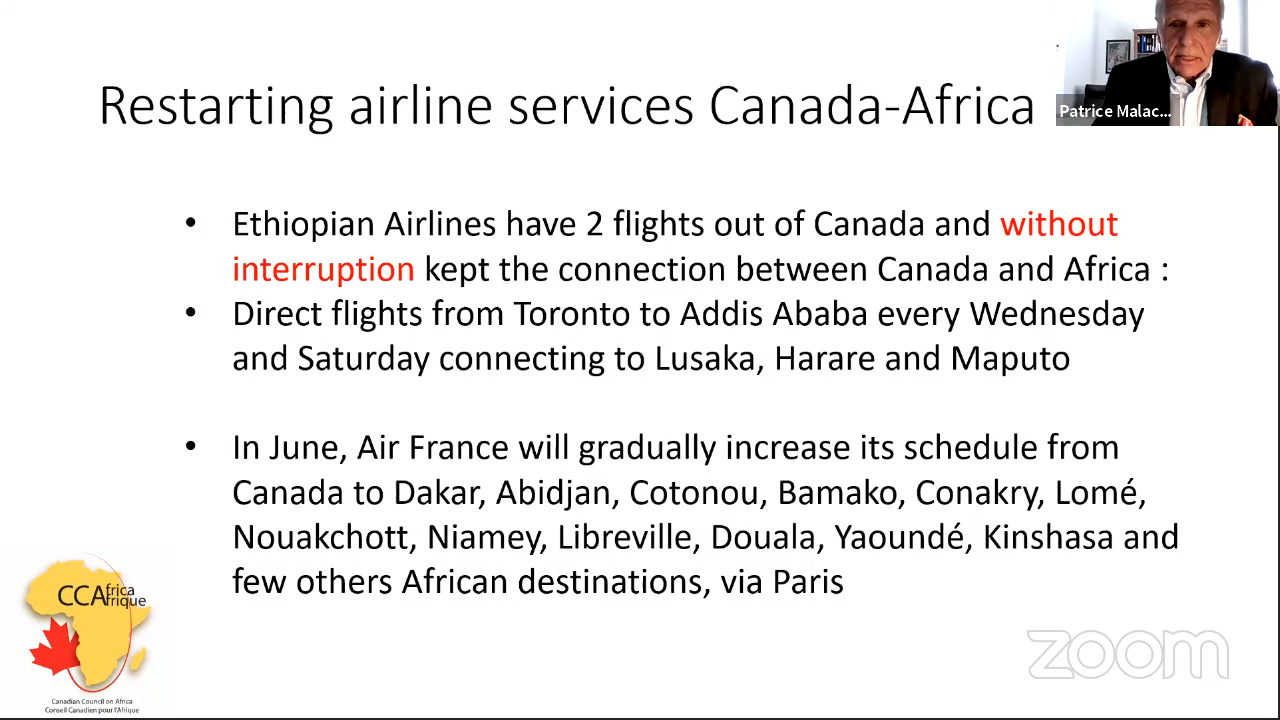 Restarting airline services Canada-Africa
Patrice Malac...
• Ethiopian Airlines have 2 flights out of Canada and without
interruption kept the connection between Canada and Africa :
• Direct flights from Toronto to Addis Ababa every Wednesday
and Saturday connecting to Lusaka, Harare and Maputo
• In June, Air France will gradually increase its schedule from
Canada to Dakar, Abidjan, Cotonou, Bamako, Conakry, Lomé,
Nouakchott, Niamey, Libreville, Douala, Yaoundé, Kinshasa and
few others African destinations, via Paris
CCAfrica
frique
Canadian Council on Africa
Conseil Canadien pour l'Afrique
zoom